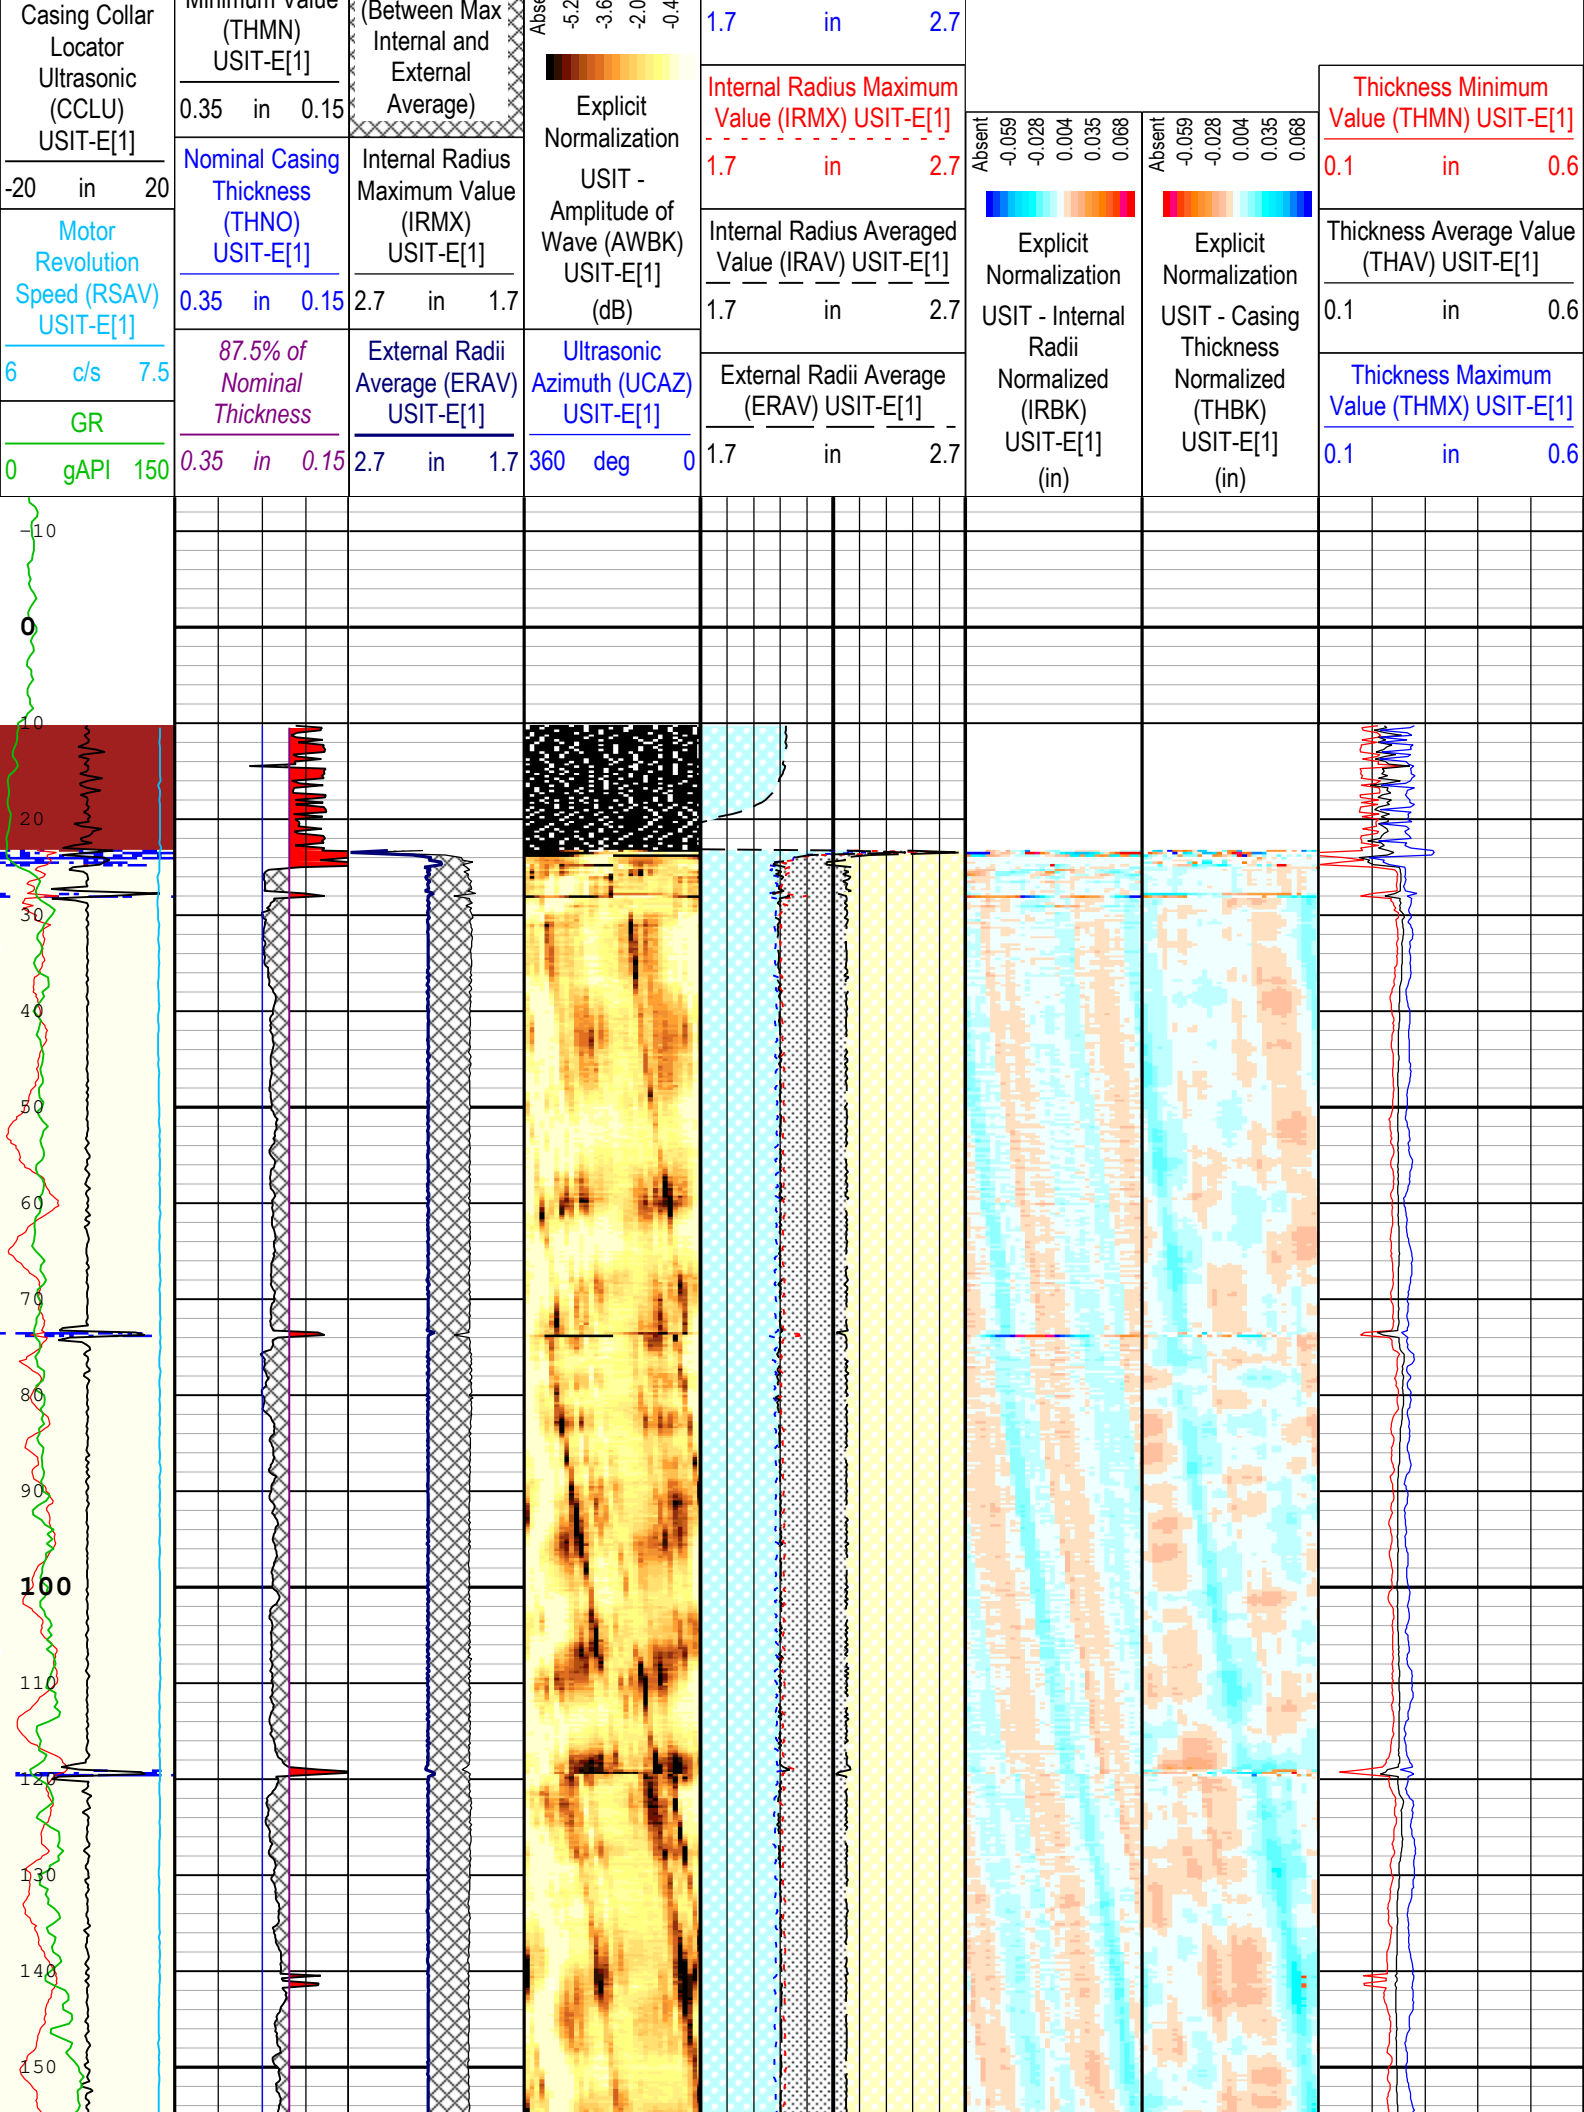 Casing Collar
Locator
Ultrasonic
(CCLU)
USIT-E[1]
-20 in 20
Motor
Revolution
Speed (RSAV)
USIT-E[1]
6 c/s 7.5
GR
0 gAPI 150
Minimum Value
(THMN)
USIT-E[1]
0.35 in 0.15
Nominal Casing
Thickness
(THNO)
USIT-E[1]
0.35 in 0.15
87.5% of
Nominal
Thickness
0.35 in 0.15
(Between Max
Internal and
External
Average)
Internal Radius
Maximum Value
(IRMX)
USIT-E[1]
2.7 in 1.7
External Radii
Average (ERAV)
USIT-E[1]
2.7 in 1.7
-5.2
-3.6
-2.0
-0.4
Explicit
Normalization
USIT -
Amplitude of
Wave (AWBK)
USIT-E[1]
(dB)
Ultrasonic
Azimuth (UCAZ)
USIT-E[1]
360 deg 0
1.7 in 2.7
Internal Radius Maximum
Value (IRMX) USIT-E[1]
1.7 in 2.7
Internal Radius Averaged
Value (IRAV) USIT-E[1]
1.7 in 2.7
External Radii Average
(ERAV) USIT-E[1]
1.7 in 2.7
Absent
-0.059
-0.028
0.004
0.035
0.068
Explicit
Normalization
USIT - Internal
Radii
Normalized
(IRBK)
USIT-E[1]
(in)
Absent
-0.059
-0.028
0.004
0.035
0.068
Explicit
Normalization
USIT - Casing
Thickness
Normalized
(THBK)
USIT-E[1]
(in)
Thickness Minimum
Value (THMN) USIT-E[1]
0.1 in 0.6
Thickness Average Value
(THAV) USIT-E[1]
0.1 in 0.6
Thickness Maximum
Value (THMX) USIT-E[1]
0.1 in 0.6
-10
0
10
20
30
40
50
60
70
80
90
100
110
120
130
140
150